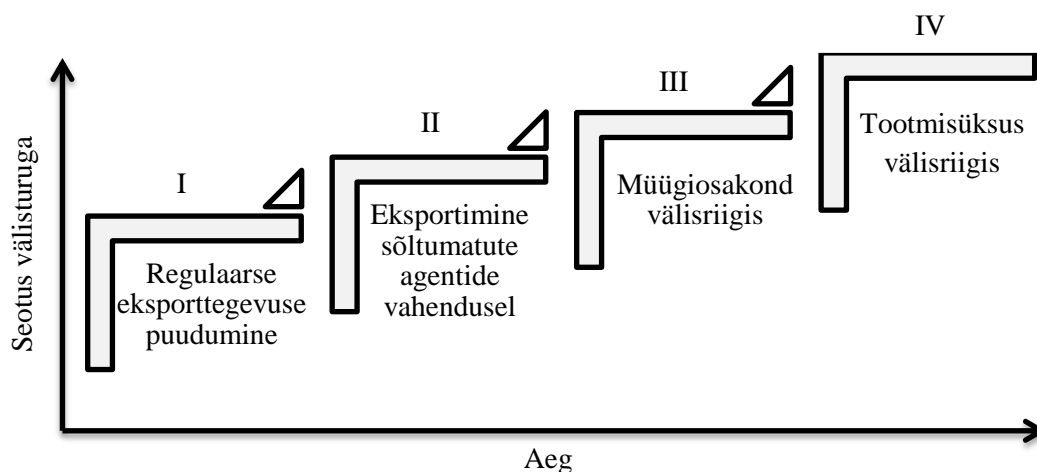 Seotus välisturuga
I
Regulaarse
eksporttegevuse
puudumine
II
Eksportimine
sõltumatute
agentide
vahendusel
III
Müügiosakond
välisriigis
IV
Tootmisüksus
välisriigis
Aeg